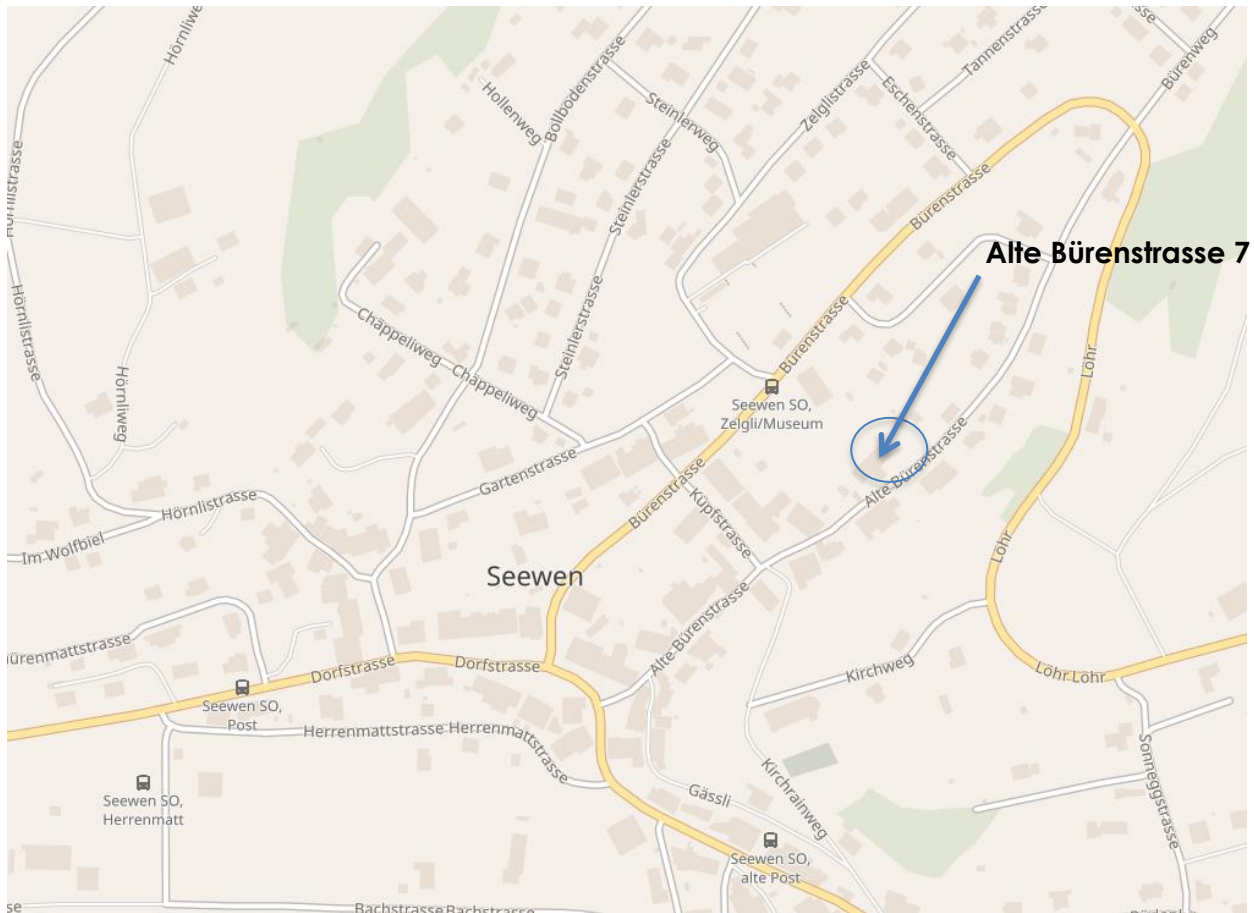 Hörnliwe
Bollbodenstrasse
Hollenweg
Steinlerweg
Steinlerstrasse
Zelglistrasse
Tannenstrasse
Eschenstrasse
Bürenweg
Hörnlistrasse
Bürenstrasse
Alte Bürenstrasse 7
Hörnlistrasse
Hörnliweg
Chäppeliweg
Chäppeliweg
Steinlerstrasse
Bürenstrasse
Löhr
Seewen SO,
Zelgli/Museum
Gartenstrasse
Bürenstrasse
Küpfstrasse
Alte Bürenstrasse
Hörnlistrasse
Im Wolfbiel
Seewen
Löhr
Alte Bürenstrasse
ürenmattstrasse
Dorfstrasse
Dorfstrasse
Kirchweg
Löhr
Löhr
Seewen SO,
Post
Herrenmattstrasse
Herrenmattstrasse
Sonneggstrasse
Seewen SO,
Herrenmatt
Gässli
Kirchrainweg
Seewen SO,
alte Post
sse
Bachstrasse
Bachstrasse